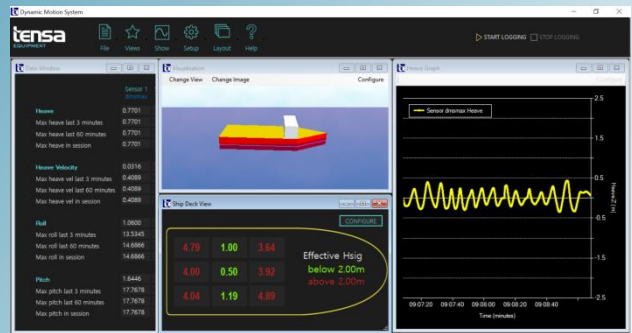 Dynamic Motion System
tensa
EQUIPMENT
File
Views
Show
Setup
Layout
Help
START LOGGING
STOP LOGGING
Data Window
Sensor 1
dmsmax
Heave 0.7701
Max heave last 3 minutes 0.7701
Max heave last 60 minutes 0.7701
Max heave in session 0.7701
Heave Velocity 0.0316
Max heave vel last 3 minutes 0.4089
Max heave vel last 60 minutes 0.4089
Max heave vel in session 0.4089
Roll 1.0600
Max roll last 3 minutes 13.5345
Max roll last 60 minutes 14.6866
Max roll in session 14.6866
Pitch 1.6446
Max pitch last 3 minutes 17.7678
Max pitch last 60 minutes 17.7678
Max pitch in session 17.7678
Visualisation
Change View Change Image Configure
Ship Deck View
CONFIGURE
4.79 1.00 3.64
4.00 0.50 3.92
4.04 1.19 4.89
Effective Hsig
below 2.00m
above 2.00m
Heave Graph
Configure
Sensor dmsmax Heave
2.5
1.5
0.5
-0.5
-1.5
-2.5
Heave Z [m]
09:07:20 09:07:40 09:08:00 09:08:20 09:08:40
Time (minutes)